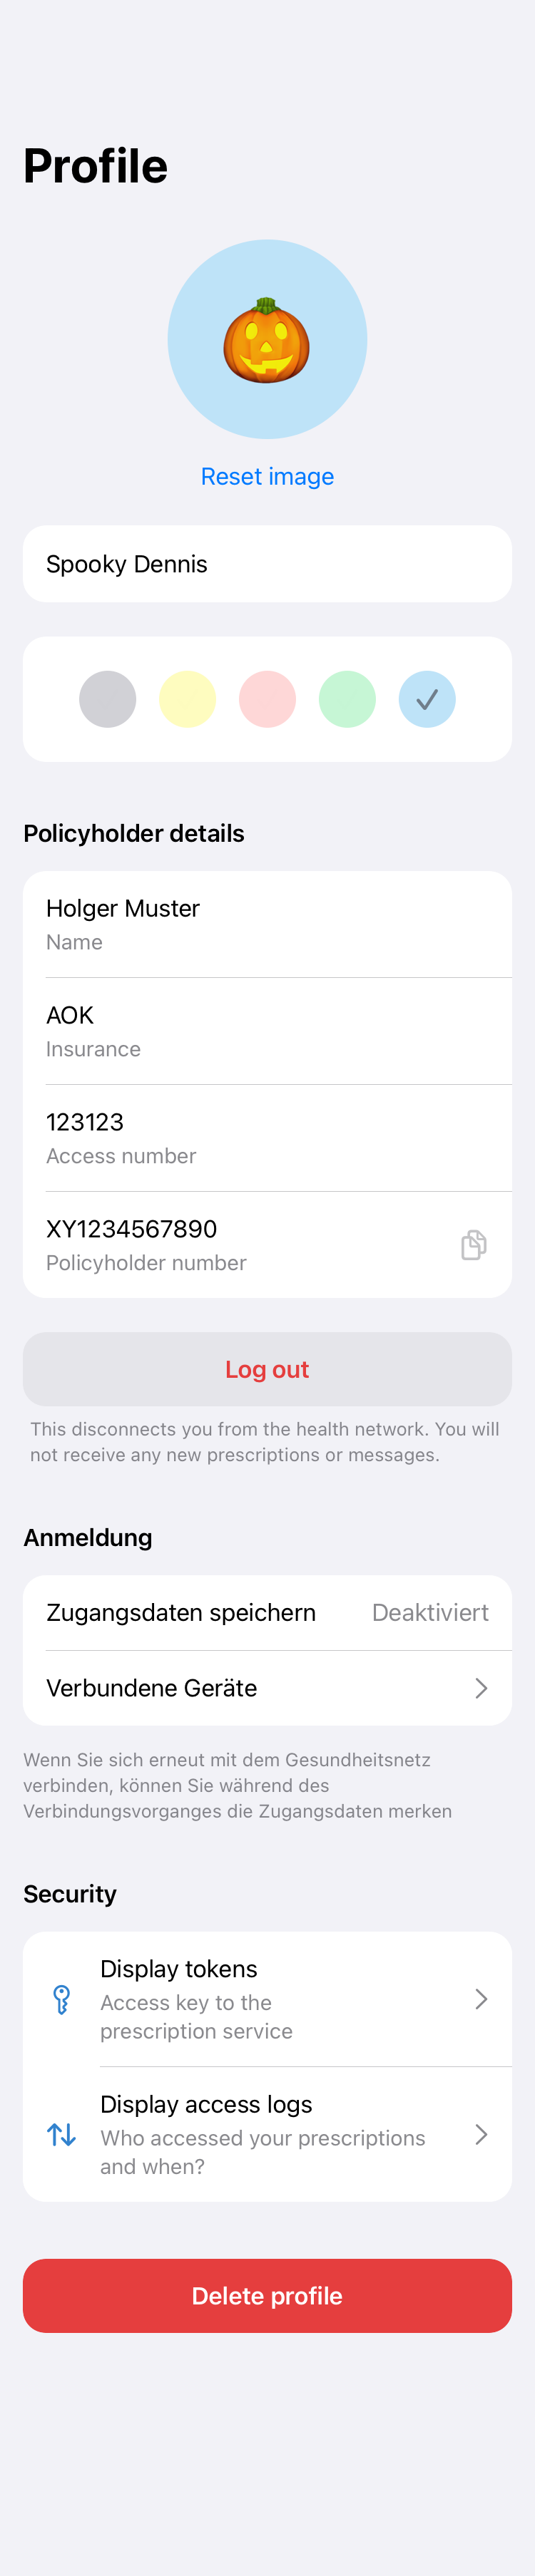 Profile
Reset image
Spooky Dennis
Policyholder details
Holger Muster
Name
AOK
Insurance
123123
Access number
XY1234567890
Policyholder number
Log out
This disconnects you from the health network. You will
not receive any new prescriptions or messages.
Anmeldung
Zugangsdaten speichern Deaktiviert
Verbundene Geräte
Wenn Sie sich erneut mit dem Gesundheitsnetz
verbinden, können Sie während des
Verbindungsvorganges die Zugangsdaten merken
Security
Display tokens
Access key to the
prescription service
Display access logs
Who accessed your prescriptions
and when?
Delete profile